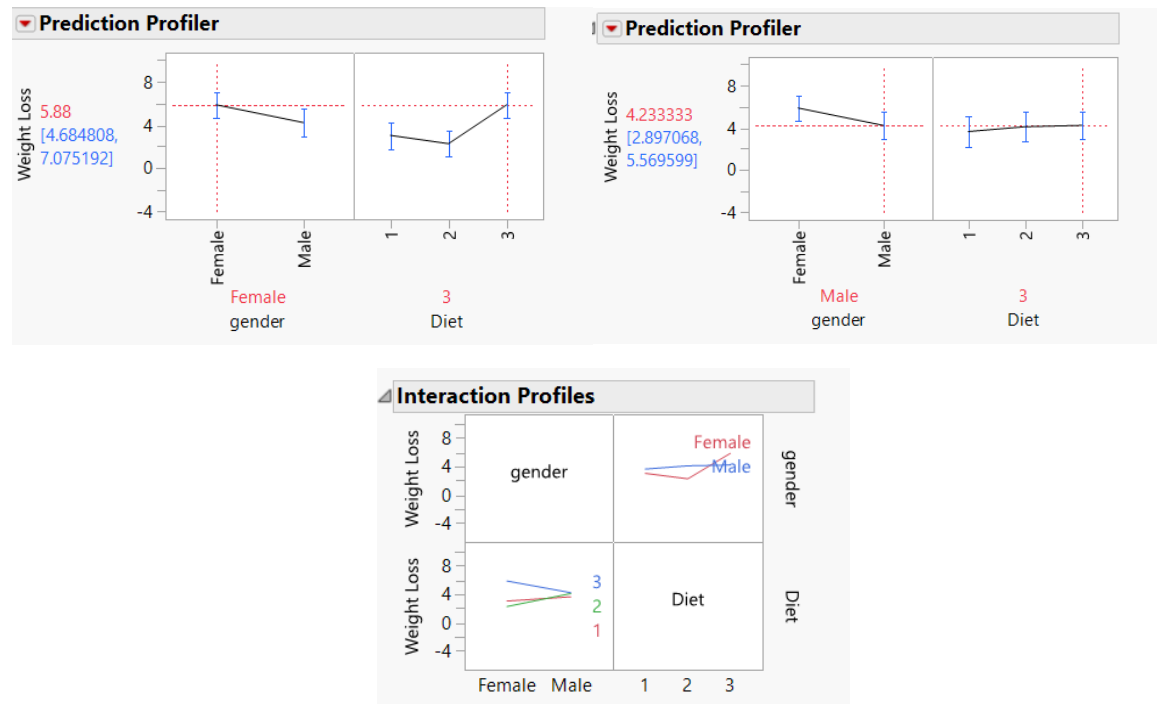 Prediction Profiler
Weight Loss
5.88
[4.684808,
7.075192]
8
4
0
-4
Female
Male
1
2
3
Female
gender
3
Diet
Prediction Profiler
Weight Loss
4.233333
[2.897068,
5.569599]
8
4
0
-4
Female
Male
1
2
3
Male
gender
3
Diet
Interaction Profiles
Weight Loss
8
4
0
-4
gender
Female
Male
gender
Weight Loss
8
4
0
-4
3
2
1
Diet
Diet
Female Male 1 2 3